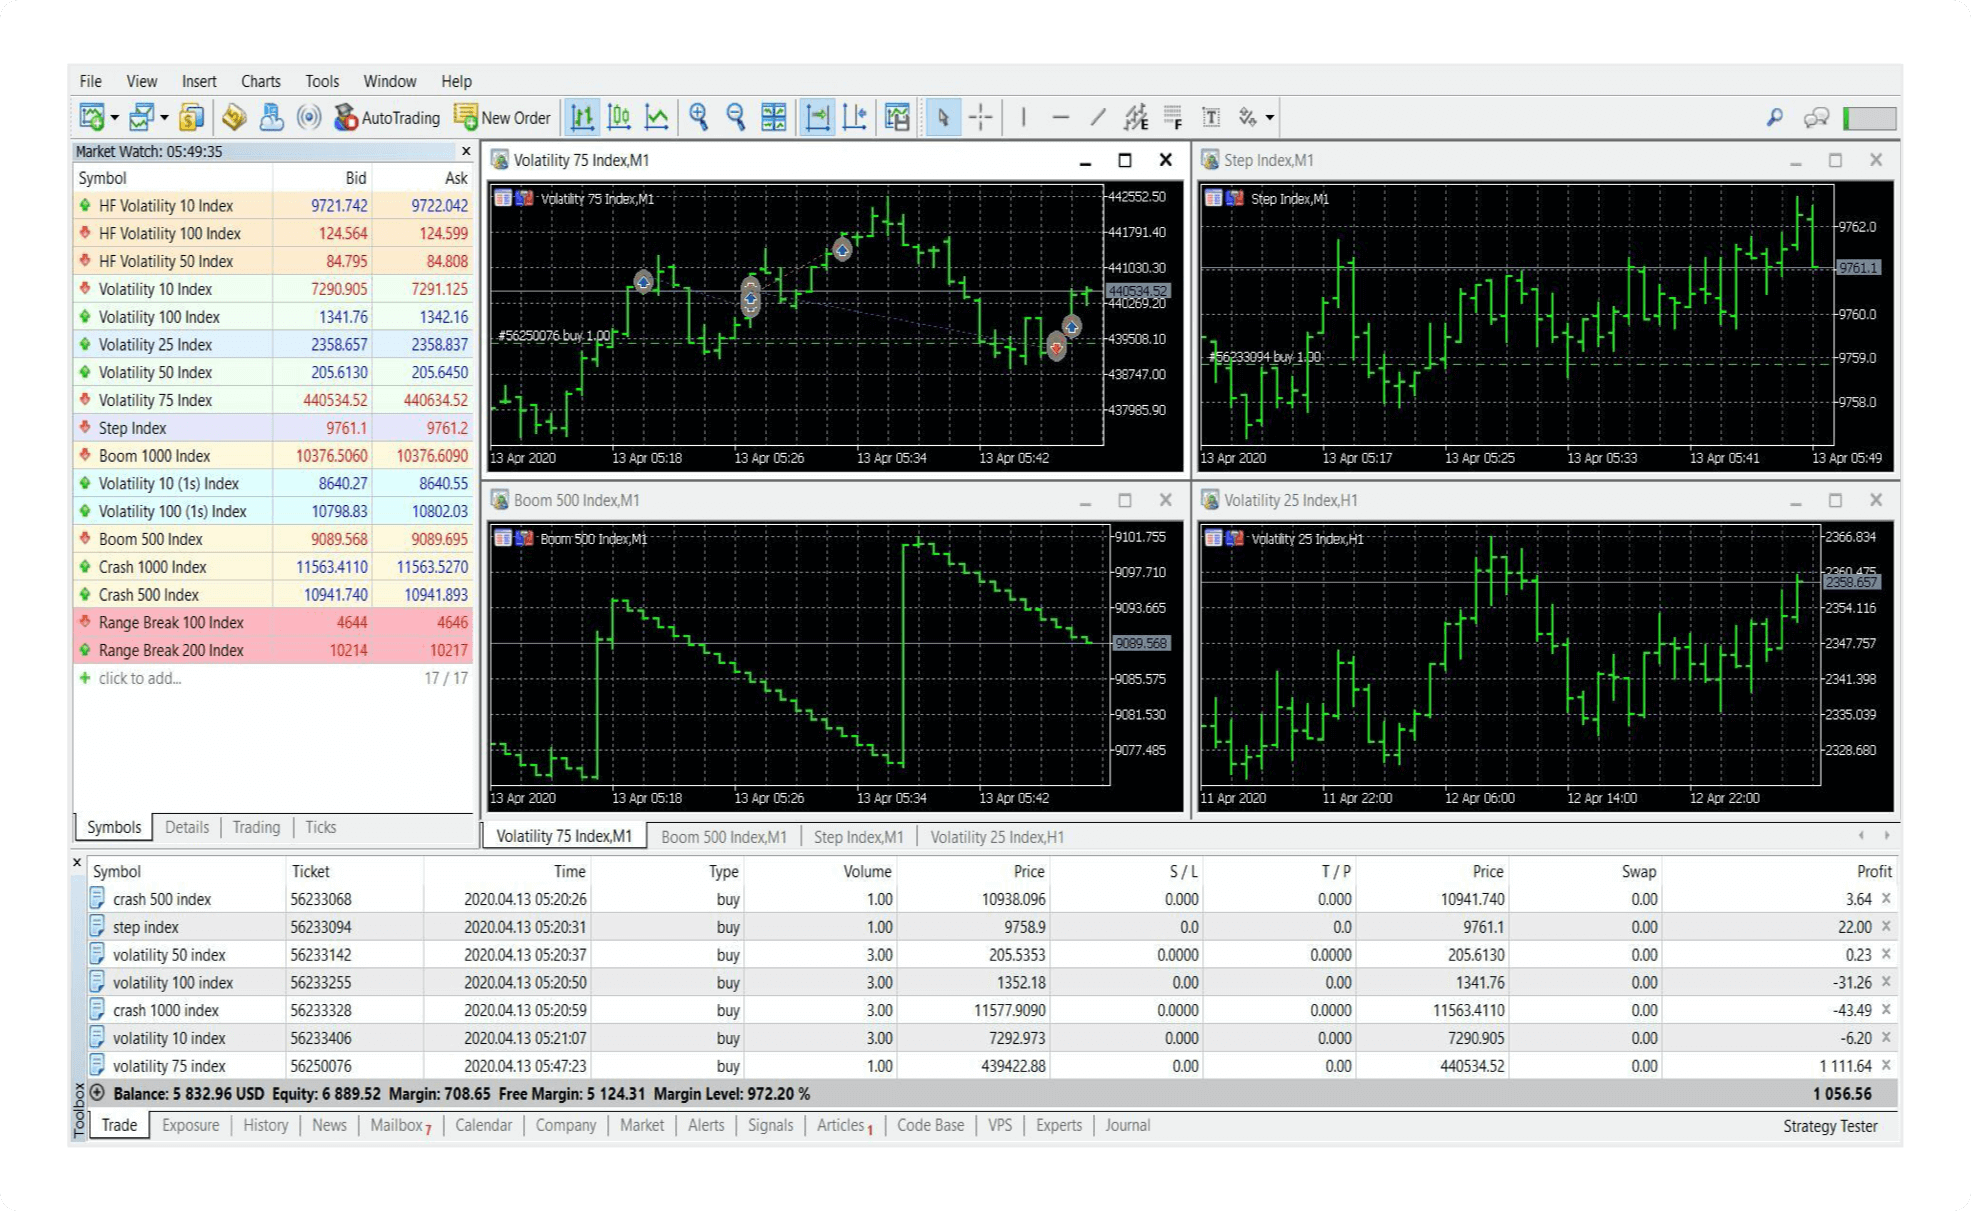 File View Insert Charts Tools Window Help
AutoTrading New Order
Market Watch: 05:49:35
Symbol Bid Ask
HF Volatility 10 Index 9721.742 9722.042
HF Volatility 100 Index 124.564 124.599
HF Volatility 50 Index 84.795 84.808
Volatility 10 Index 7290.905 7291.125
Volatility 100 Index 1341.76 1342.16
Volatility 25 Index 2358.657 2358.837
Volatility 50 Index 205.6130 205.6450
Volatility 75 Index 440534.52 440634.52
Step Index 9761.1 9761.2
Boom 1000 Index 10376.5060 10376.6090
Volatility 10 (1s) Index 8640.27 8640.55
Volatility 100 (1s) Index 10798.83 10802.03
Boom 500 Index 9089.568 9089.695
Crash 1000 Index 11563.4110 11563.5270
Crash 500 Index 10941.740 10941.893
Range Break 100 Index 4644 4646
Range Break 200 Index 10214 10217
click to add... 17 / 17
Symbols Details Trading Ticks
Volatility 75 Index,M1
Volatility 75 Index,M1
442552.50
441791.40
441030.30
440534.52
440269.20
439508.10
438747.00
437985.90
#56250076 buy 1.00
13 Apr 2020 13 Apr 05:18 13 Apr 05:26 13 Apr 05:34 13 Apr 05:42
Step Index,M1
Step Index,M1
9762.0
9761.1
9760.0
9759.0
9758.0
#56233094 buy 1.00
13 Apr 2020 13 Apr 05:17 13 Apr 05:25 13 Apr 05:33 13 Apr 05:41 13 Apr 05:49
Boom 500 Index,M1
Boom 500 Index,M1
9101.755
9097.710
9093.665
9089.568
9085.575
9081.530
9077.485
13 Apr 2020 13 Apr 05:18 13 Apr 05:26 13 Apr 05:34 13 Apr 05:42
Volatility 25 Index,H1
Volatility 25 Index,H1
2366.834
2360.475
2358.657
2354.116
2347.757
2341.398
2335.039
2328.680
11 Apr 2020 11 Apr 22:00 12 Apr 06:00 12 Apr 14:00 12 Apr 22:00
Volatility 75 Index,M1 Boom 500 Index,M1 Step Index,M1 Volatility 25 Index,H1
Symbol Ticket Time Type Volume Price S / L T / P Price Swap Profit
crash 500 index 56233068 2020.04.13 05:20:26 buy 1.00 10938.096 0.000 0.000 10941.740 0.00 3.64
step index 56233094 2020.04.13 05:20:31 buy 1.00 9758.9 0.0 0.0 9761.1 0.00 22.00
volatility 50 index 56233142 2020.04.13 05:20:37 buy 3.00 205.5353 0.0000 0.0000 205.6130 0.00 0.23
volatility 100 index 56233255 2020.04.13 05:20:50 buy 3.00 1352.18 0.00 0.00 1341.76 0.00 -31.26
crash 1000 index 56233328 2020.04.13 05:20:59 buy 3.00 11577.9090 0.0000 0.0000 11563.4110 0.00 -43.49
volatility 10 index 56233406 2020.04.13 05:21:07 buy 3.00 7292.973 0.000 0.000 7290.905 0.00 -6.20
volatility 75 index 56250076 2020.04.13 05:47:23 buy 1.00 439422.88 0.00 0.00 440534.52 0.00 1 111.64
Balance: 5 832.96 USD Equity: 6 889.52 Margin: 708.65 Free Margin: 5 124.31 Margin Level: 972.20 % 1 056.56
Toolbox
Trade Exposure History News Mailbox 7 Calendar Company Market Alerts Signals Articles 1 Code Base VPS Experts Journal Strategy Tester